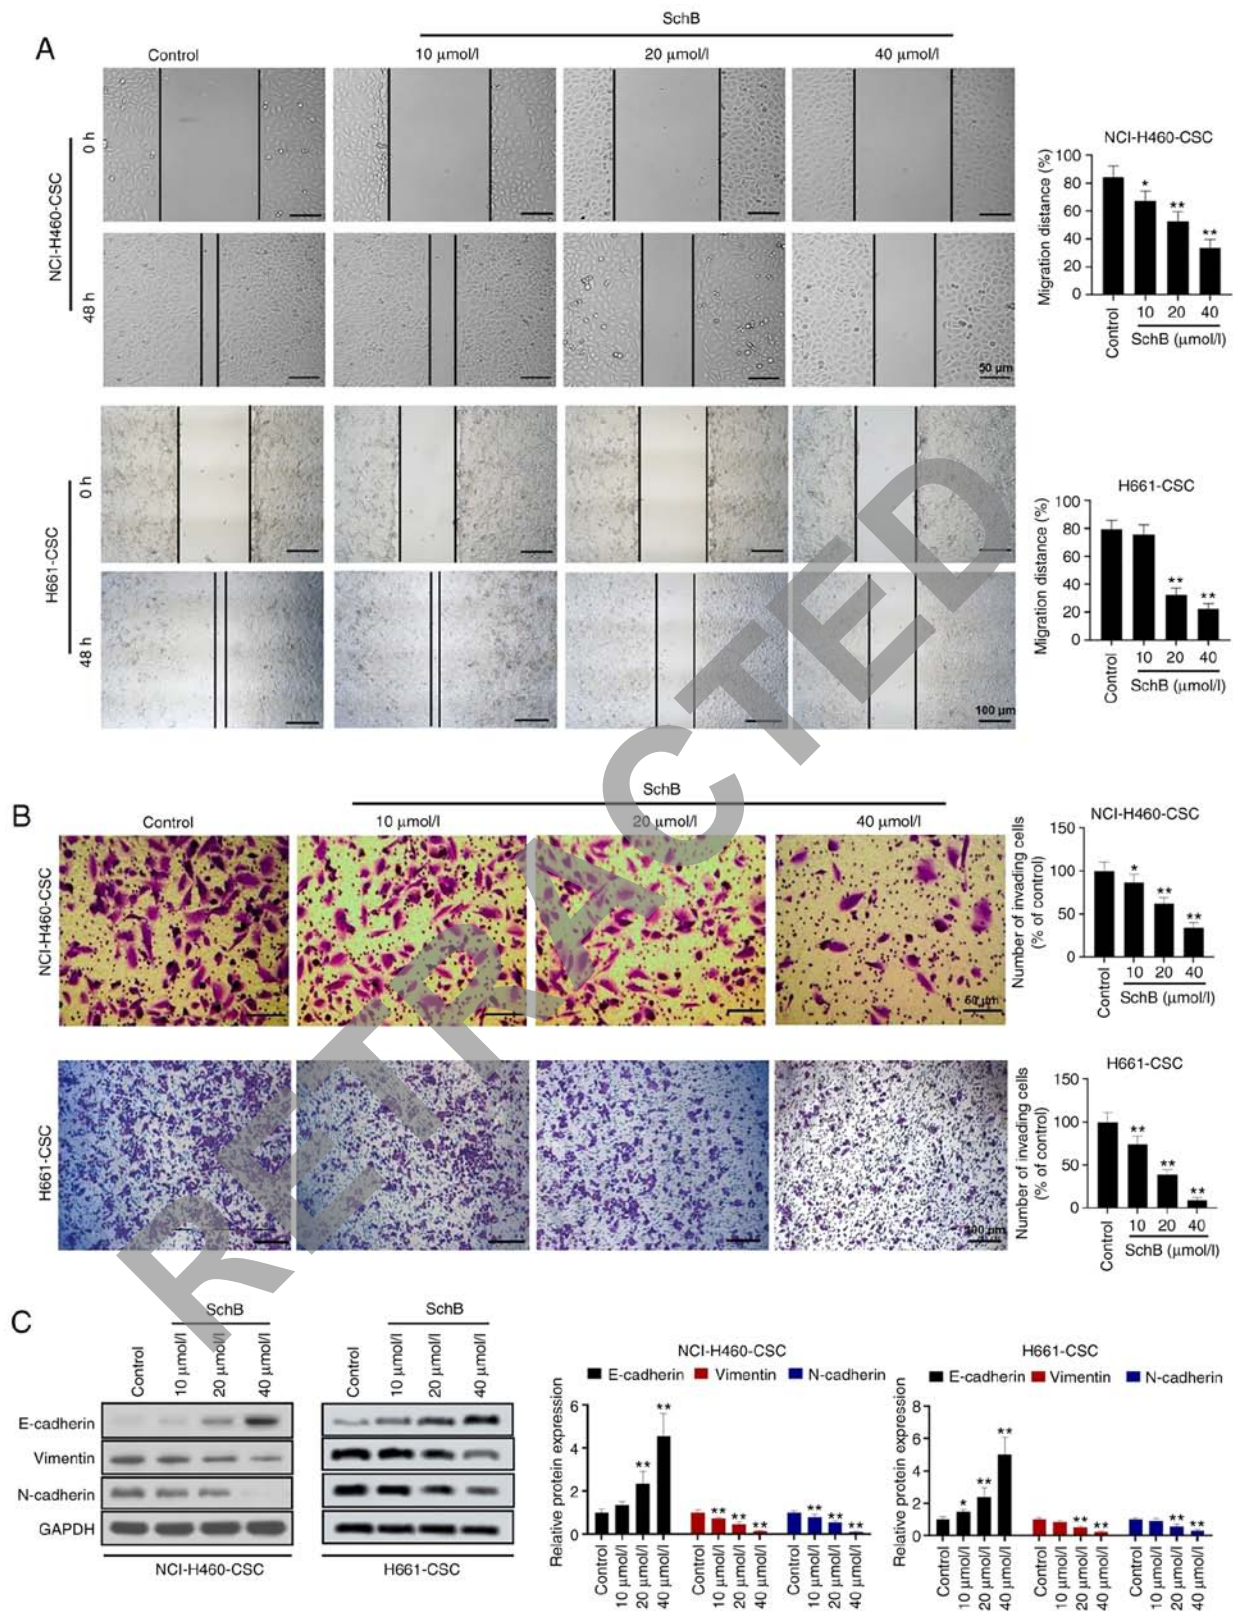 A
SchB
Control
10 μmol/l
20 μmol/l
40 μmol/l
NCI-H460-CSC
0 h
48 h
50 μm
H661-CSC
0 h
48 h
100 μm
NCI-H460-CSC
Migration distance (%)
100
80
60
40
20
0
*
**
**
Control
10
20
40
SchB (μmol/l)
H661-CSC
Migration distance (%)
100
80
60
40
20
0
**
**
Control
10
20
40
SchB (μmol/l)
RETRACTED
B
SchB
Control
10 μmol/l
20 μmol/l
40 μmol/l
NCI-H460-CSC
50 μm
H661-CSC
100 μm
NCI-H460-CSC
Number of invading cells
(% of control)
150
100
50
0
*
**
**
Control
10
20
40
SchB (μmol/l)
H661-CSC
Number of invading cells
(% of control)
150
100
50
0
**
**
**
Control
10
20
40
SchB (μmol/l)
C
SchB
Control
10 μmol/l
20 μmol/l
40 μmol/l
E-cadherin
Vimentin
N-cadherin
GAPDH
NCI-H460-CSC
SchB
Control
10 μmol/l
20 μmol/l
40 μmol/l
H661-CSC
NCI-H460-CSC
E-cadherin Vimentin N-cadherin
Relative protein expression
6
4
2
0
**
**
**
**
**
**
**
**
Control
10 μmol/l
20 μmol/l
40 μmol/l
Control
10 μmol/l
20 μmol/l
40 μmol/l
Control
10 μmol/l
20 μmol/l
40 μmol/l
H661-CSC
E-cadherin Vimentin N-cadherin
Relative protein expression
8
6
4
2
0
*
**
**
**
**
**
**
Control
10 μmol/l
20 μmol/l
40 μmol/l
Control
10 μmol/l
20 μmol/l
40 μmol/l
Control
10 μmol/l
20 μmol/l
40 μmol/l